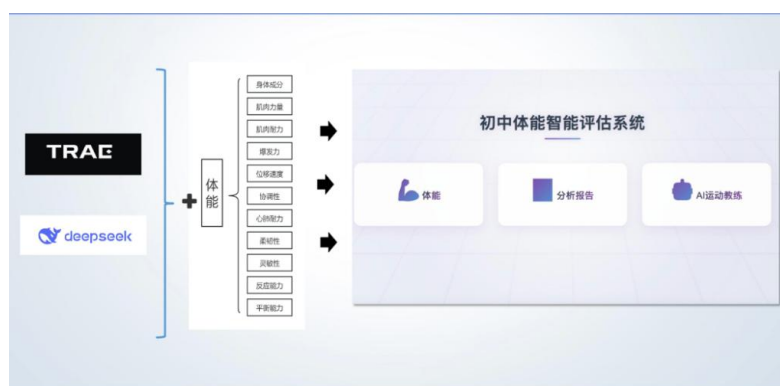 TRAE
deepseek
+
体能
身体成分
肌肉力量
肌肉耐力
爆发力
位移速度
协调性
心肺耐力
柔韧性
灵敏性
反应能力
平衡能力
初中体能智能评估系统
体能
分析报告
AI运动教练